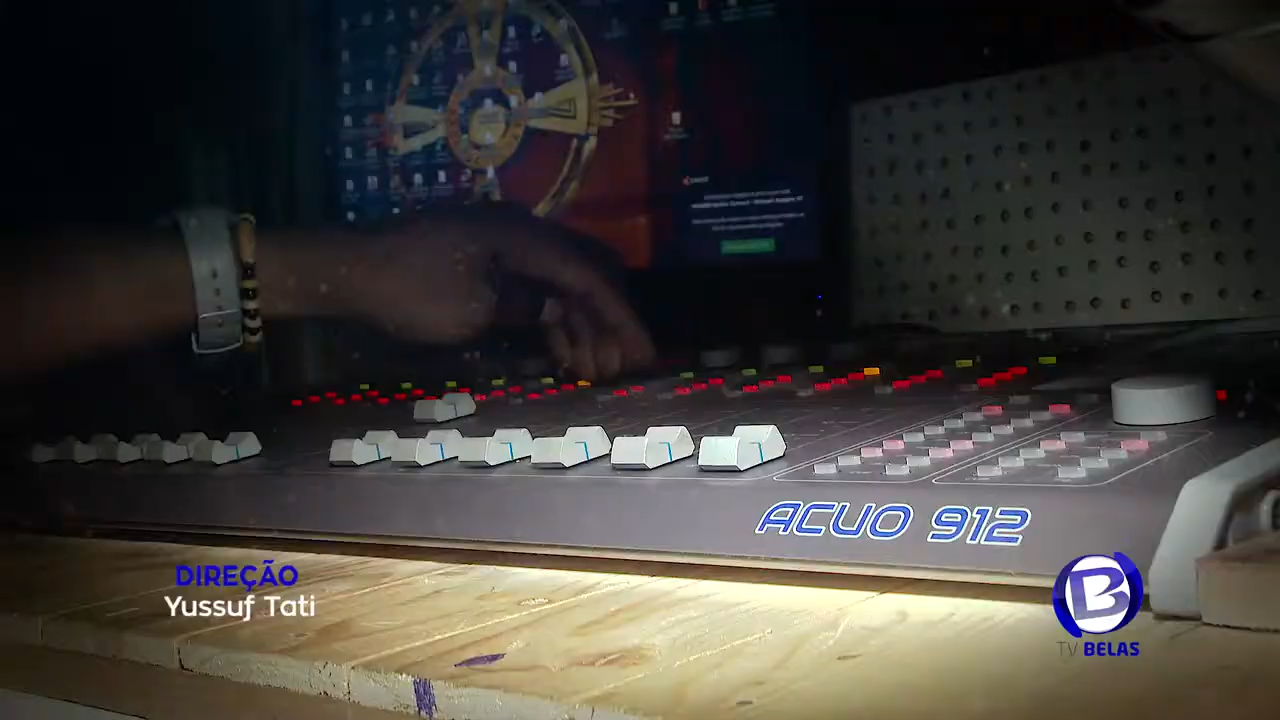 ACUO 912
DIREÇÃO
Yussuf Tati
TV BELAS